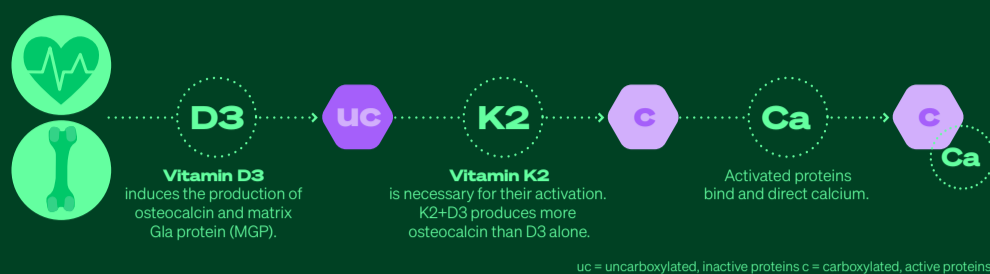 D3
uc
K2
c
Ca
c
Ca
Vitamin D3
induces the production of
osteocalcin and matrix
Gla protein (MGP).
Vitamin K2
is necessary for their activation.
K2+D3 produces more
osteocalcin than D3 alone.
Activated proteins
bind and direct calcium.
uc = uncarboxylated, inactive proteins c = carboxylated, active proteins